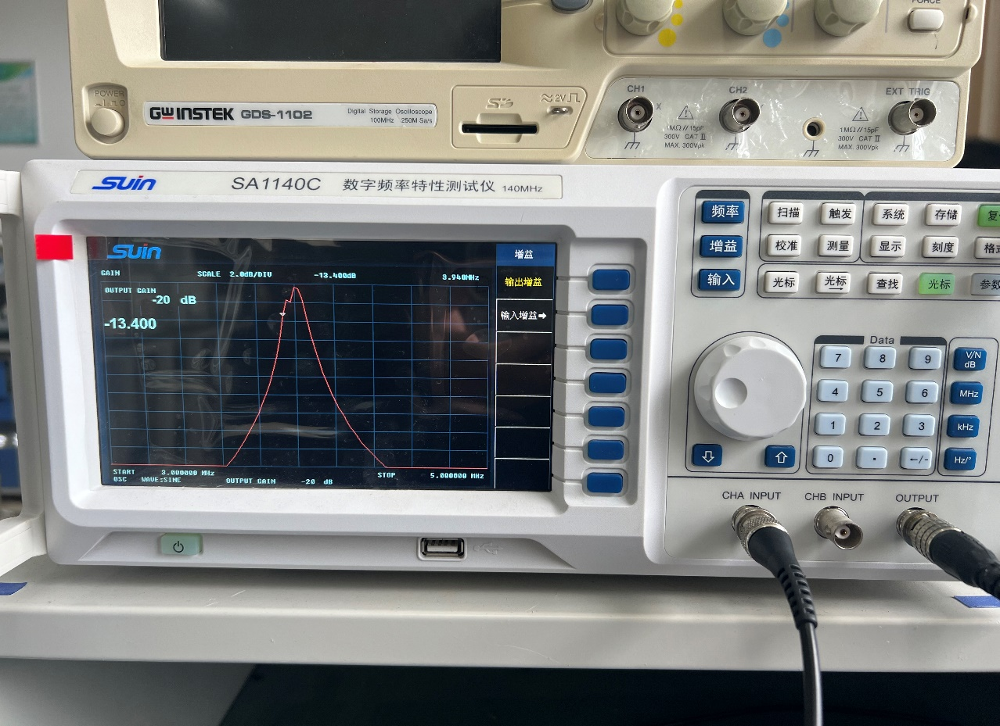 FORCE
POWER
CH1
CH2
EXT TRIG
GWINSTEK GDS-1102
Digital Storage Oscilloscope
100MHz 250M Sa/s
≈2V
1MΩ//15pF
300V CAT II
MAX. 300Vpk
1MΩ//15pF
300V CAT II
MAX. 300Vpk
X
Suin SA1140C 数字频率特性测试仪 140MHz
Suin
增益
GAIN SCALE 2.0dB/DIV -13.400dB 3.940MHz
OUTPUT GAIN
-20 dB
-13.400
输出增益
输入增益➡
START 3.000000 MHz STOP 5.000000 MHz
OSC WAVE:SINE OUTPUT GAIN -20 dB
频率 扫描 触发 系统 存储
增益 校准 测量 显示 刻度
输入 光标 光标 查找 光标 参数
Data
7 8 9 V/N dB
4 5 6 MHz
1 2 3 kHz
0 . ←/- Hz/°
CHA INPUT CHB INPUT OUTPUT